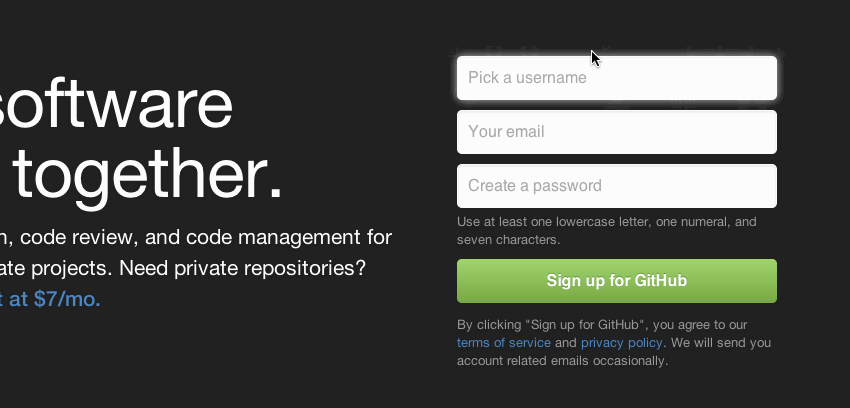 software
together.
, code review, and code management for
projects. Need private repositories?
at $7/mo.
Pick a username
Your email
Create a password
Use at least one lowercase letter, one numeral, and
seven characters.
Sign up for GitHub
By clicking "Sign up for GitHub", you agree to our
terms of service and privacy policy. We will send you
account related emails occasionally.